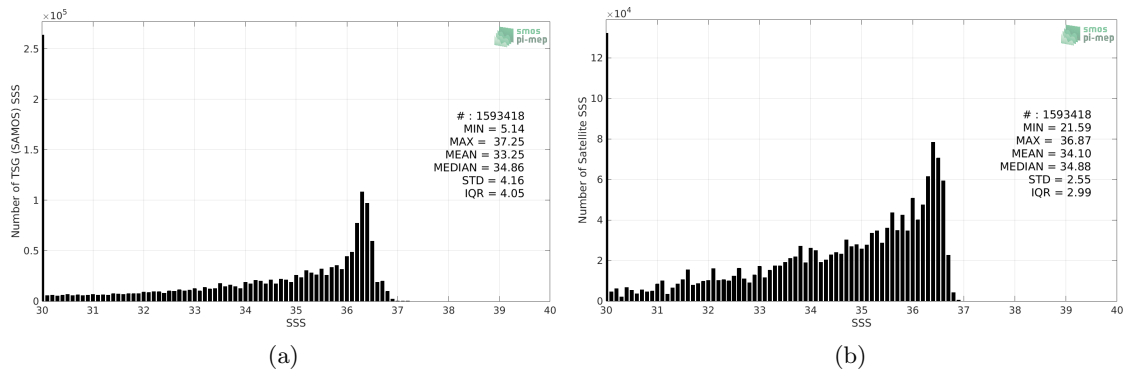 ×10⁵
smos
pi-mep
2.5
2
1.5
1
0.5
0
Number of TSG (SAMOS) SSS
# : 1593418
MIN = 5.14
MAX = 37.25
MEAN = 33.25
MEDIAN = 34.86
STD = 4.16
IQR = 4.05
30 31 32 33 34 35 36 37 38 39 40
SSS
(a)
×10⁴
smos
pi-mep
12
10
8
6
4
2
0
Number of Satellite SSS
# : 1593418
MIN = 21.59
MAX = 36.87
MEAN = 34.10
MEDIAN = 34.88
STD = 2.55
IQR = 2.99
30 31 32 33 34 35 36 37 38 39 40
SSS
(b)